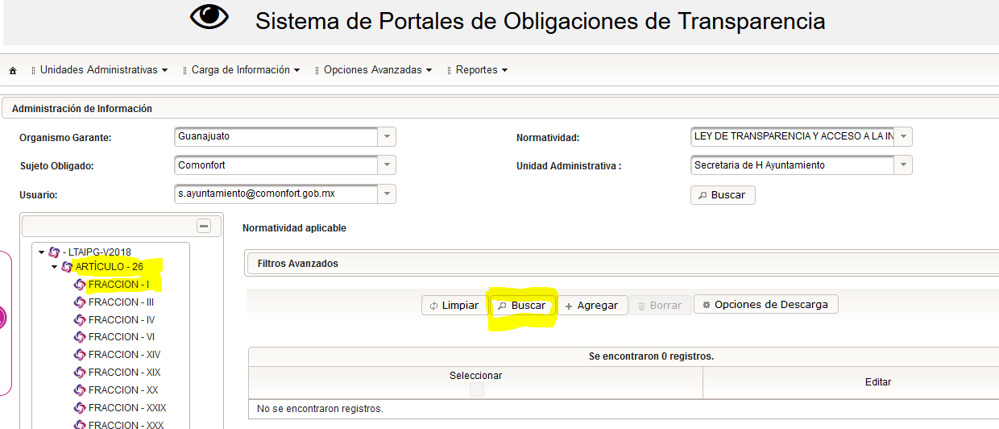 Sistema de Portales de Obligaciones de Transparencia
Unidades Administrativas Carga de Información Opciones Avanzadas Reportes
Administración de Información
Organismo Garante: Guanajuato Normatividad: LEY DE TRANSPARENCIA Y ACCESO A LA IN
Sujeto Obligado: Comonfort Unidad Administrativa : Secretaria de H Ayuntamiento
Usuario: s.ayuntamiento@comonfort.gob.mx Buscar
Normatividad aplicable
- LTAIPG-V2018
ARTÍCULO - 26
FRACCION - I
FRACCION - III
FRACCION - IV
FRACCION - VI
FRACCION - XIV
FRACCION - XIX
FRACCION - XX
FRACCION - XXIX
FRACCION - XXX
Filtros Avanzados
Limpiar Buscar Agregar Borrar Opciones de Descarga
Se encontraron 0 registros.
Seleccionar Editar
No se encontraron registros.